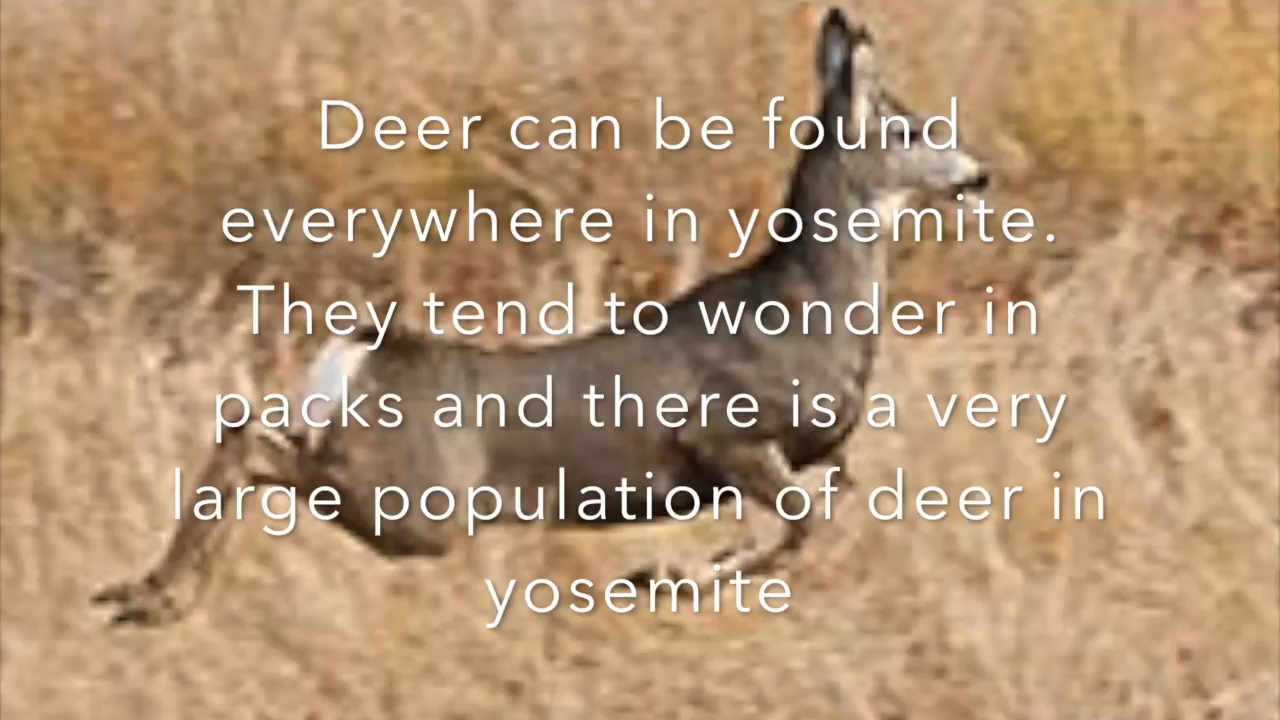 Deer can be found
everywhere in yosemite.
They tend to wonder in
packs and there is a very
large population of deer in
yosemite